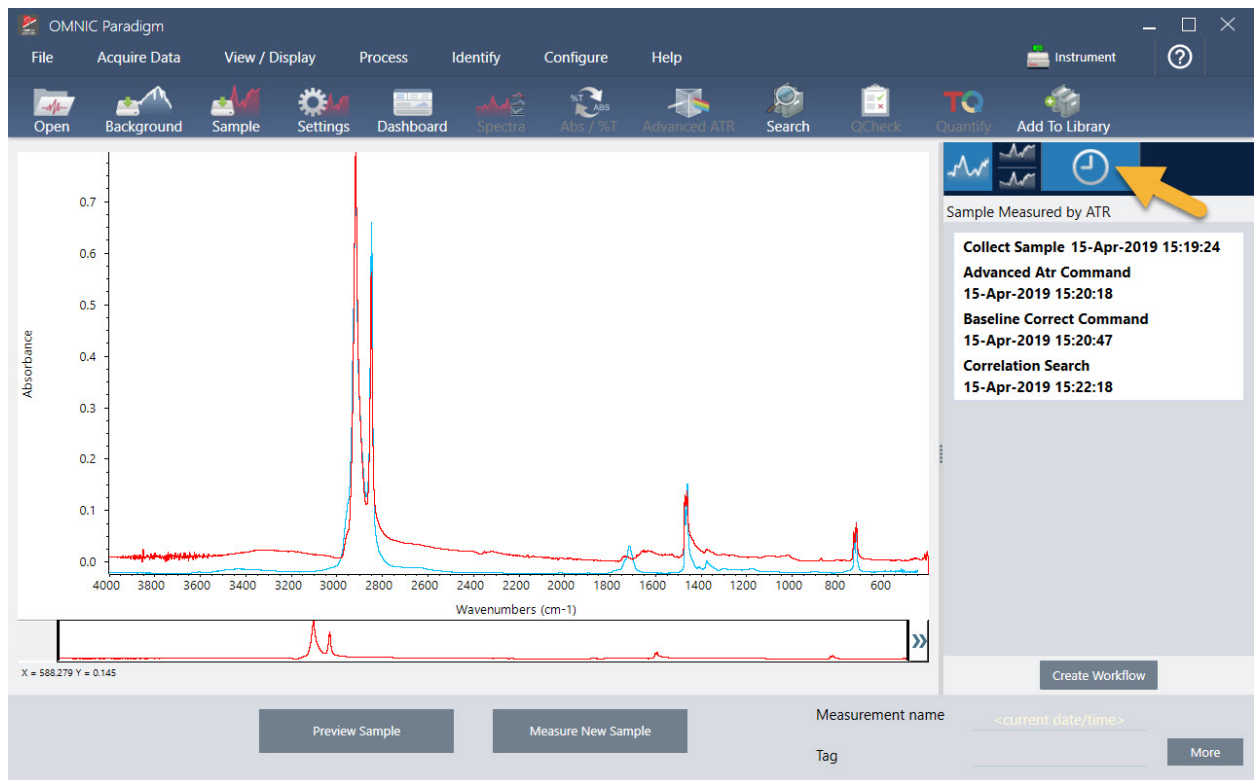 OMNIC Paradigm
File Acquire Data View / Display Process Identify Configure Help Instrument ?
%T ABS TQ
Open Background Sample Settings Dashboard Spectra Abs / %T Advanced ATR Search QCheck Quantify Add To Library
Sample Measured by ATR
Collect Sample 15-Apr-2019 15:19:24
Advanced Atr Command
15-Apr-2019 15:20:18
Baseline Correct Command
15-Apr-2019 15:20:47
Correlation Search
15-Apr-2019 15:22:18
0.7
0.6
0.5
0.4
0.3
0.2
0.1
0.0
Absorbance
4000 3800 3600 3400 3200 3000 2800 2600 2400 2200 2000 1800 1600 1400 1200 1000 800 600
Wavenumbers (cm-1)
X = 588.279 Y = 0.145
Create Workflow
Preview Sample Measure New Sample
Measurement name <current date/time>
Tag More